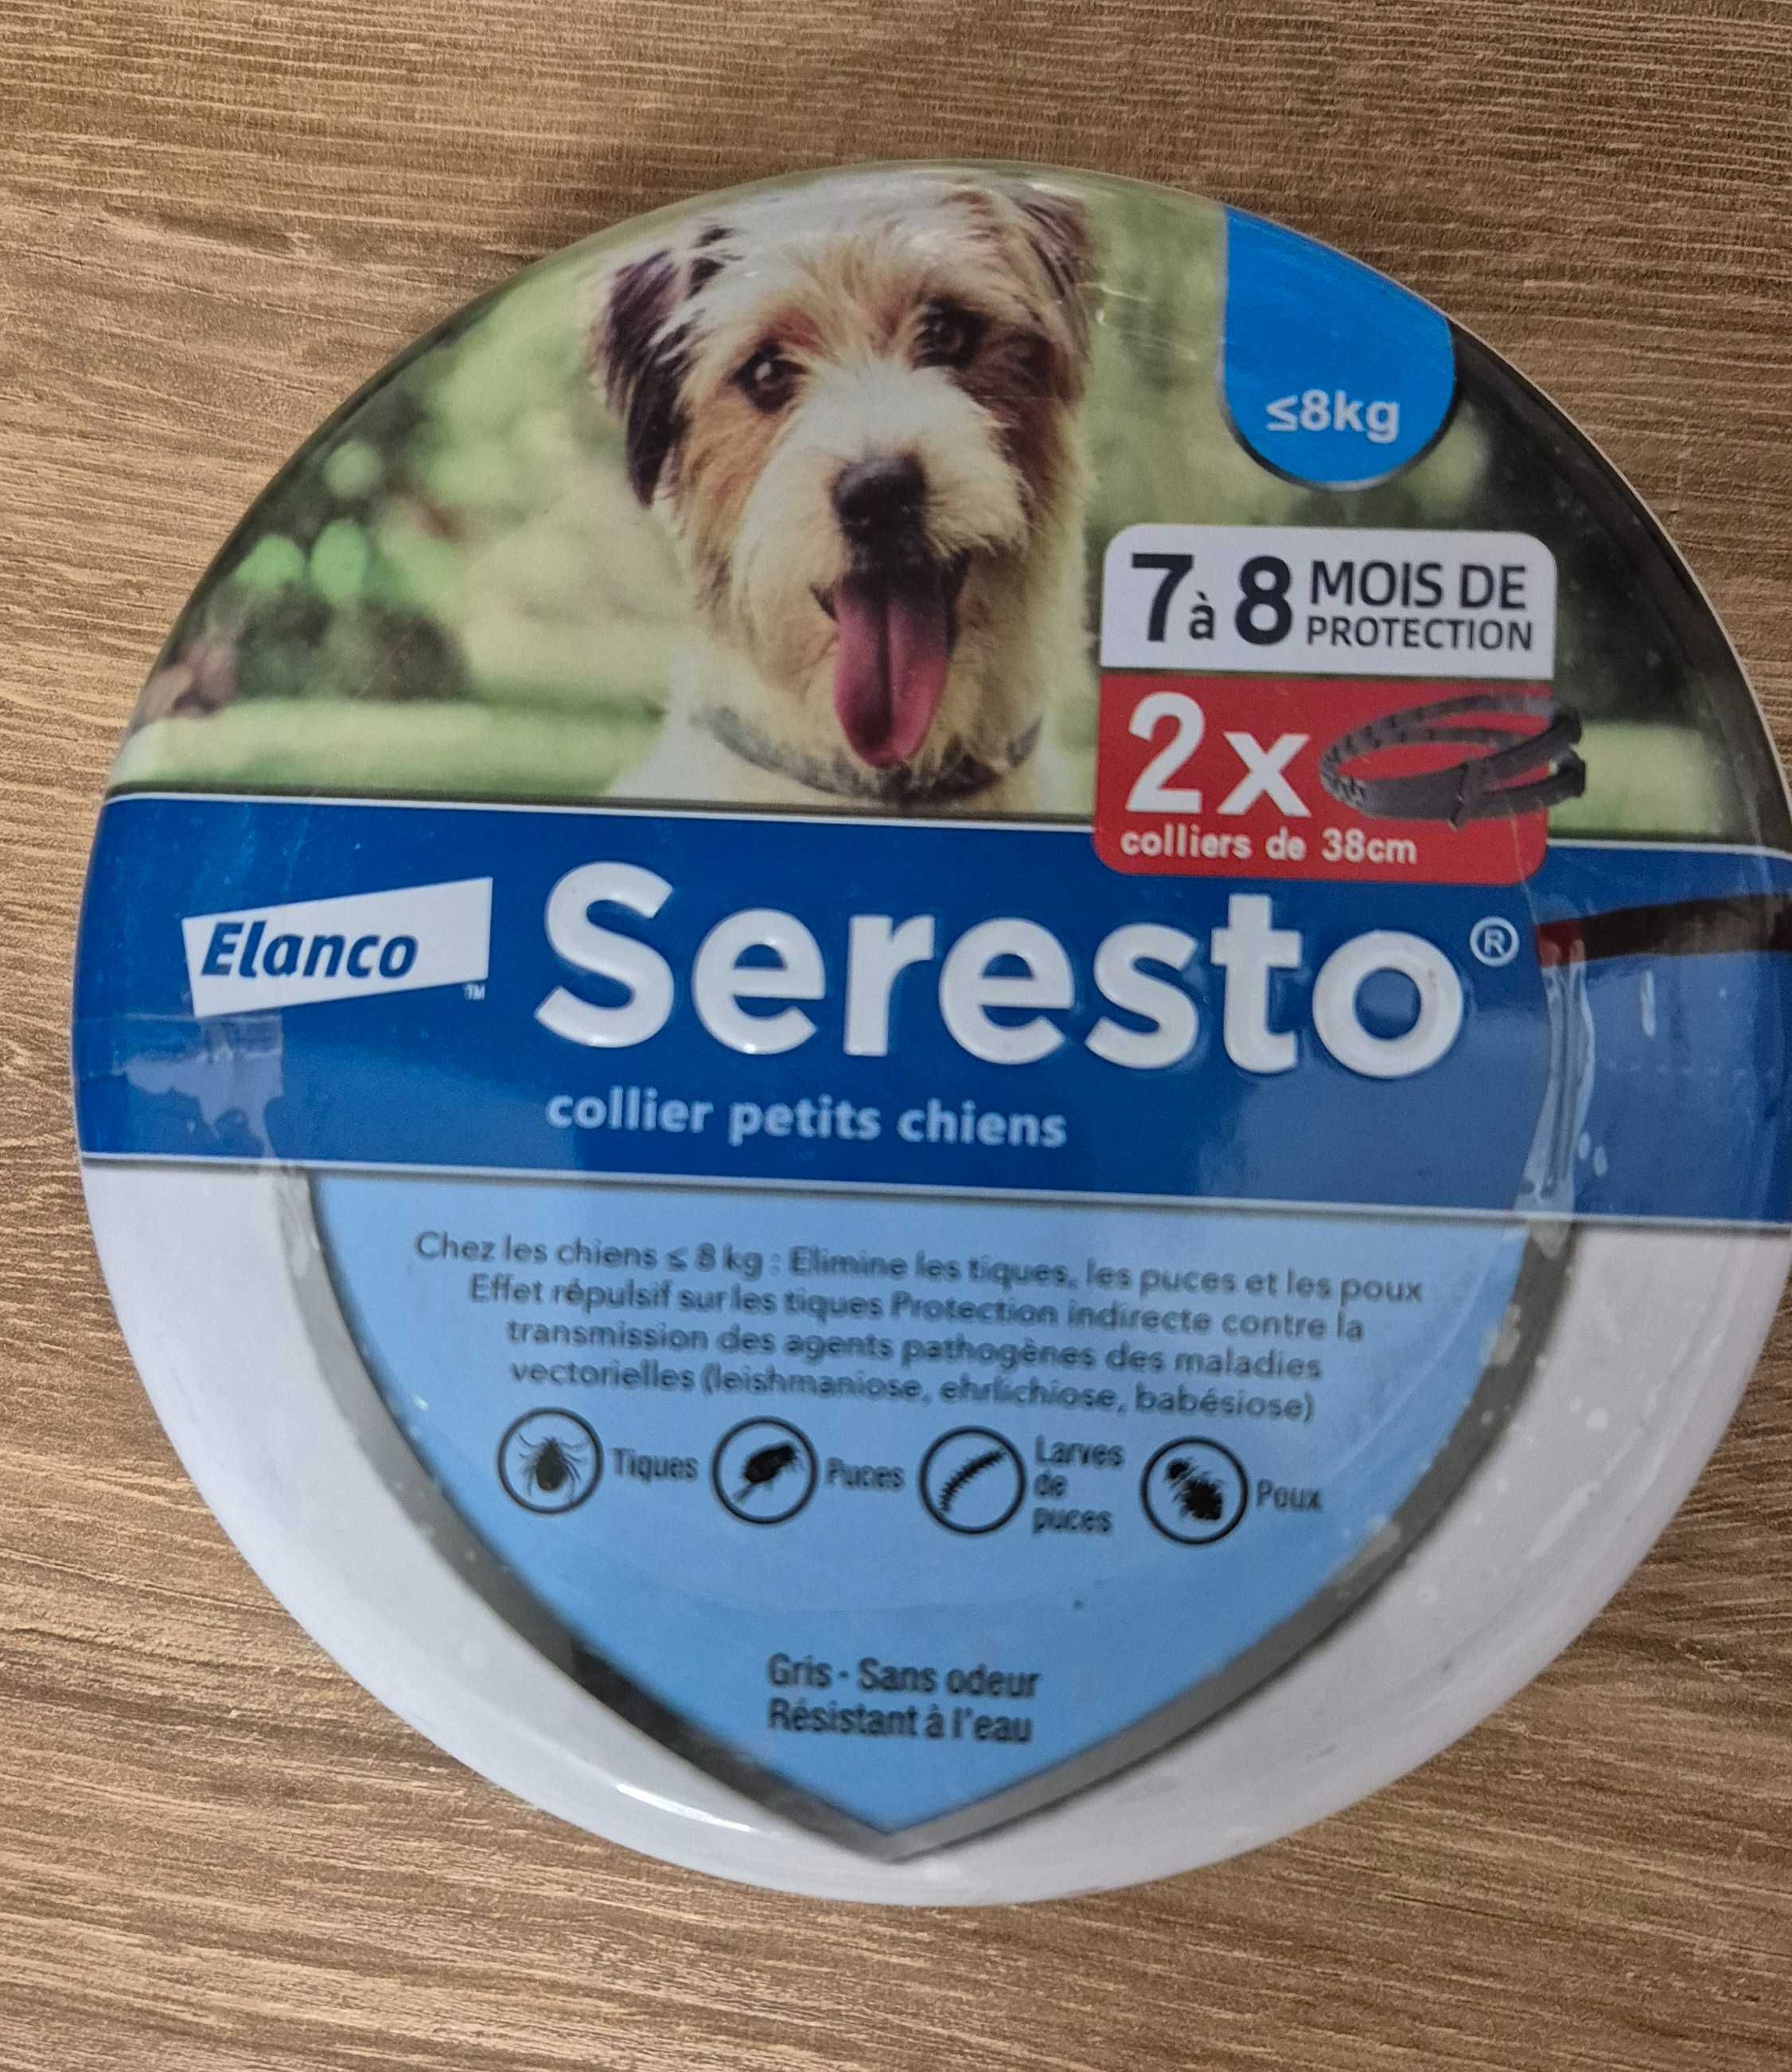 ≤8kg
7 à 8 MOIS DE
PROTECTION
2x
colliers de 38cm
Elanco™
Seresto®
collier petits chiens
Chez les chiens ≤ 8 kg : Elimine les tiques, les puces et les poux
Effet répulsif sur les tiques Protection indirecte contre la
transmission des agents pathogènes des maladies
vectorielles (leishmaniose, ehrlichiose, babésiose)
Tiques
Puces
Larves
de
puces
Poux
Gris - Sans odeur
Résistant à l'eau